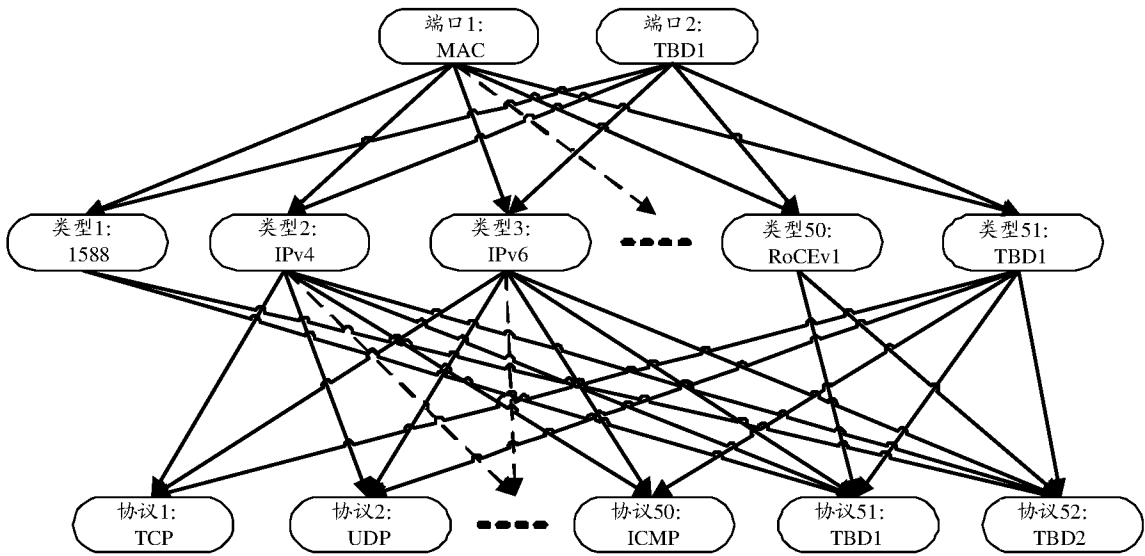 端口1:
MAC
端口2:
TBD1
类型1:
1588
类型2:
IPv4
类型3:
IPv6
类型50:
RoCEv1
类型51:
TBD1
协议1:
TCP
协议2:
UDP
协议50:
ICMP
协议51:
TBD1
协议52:
TBD2